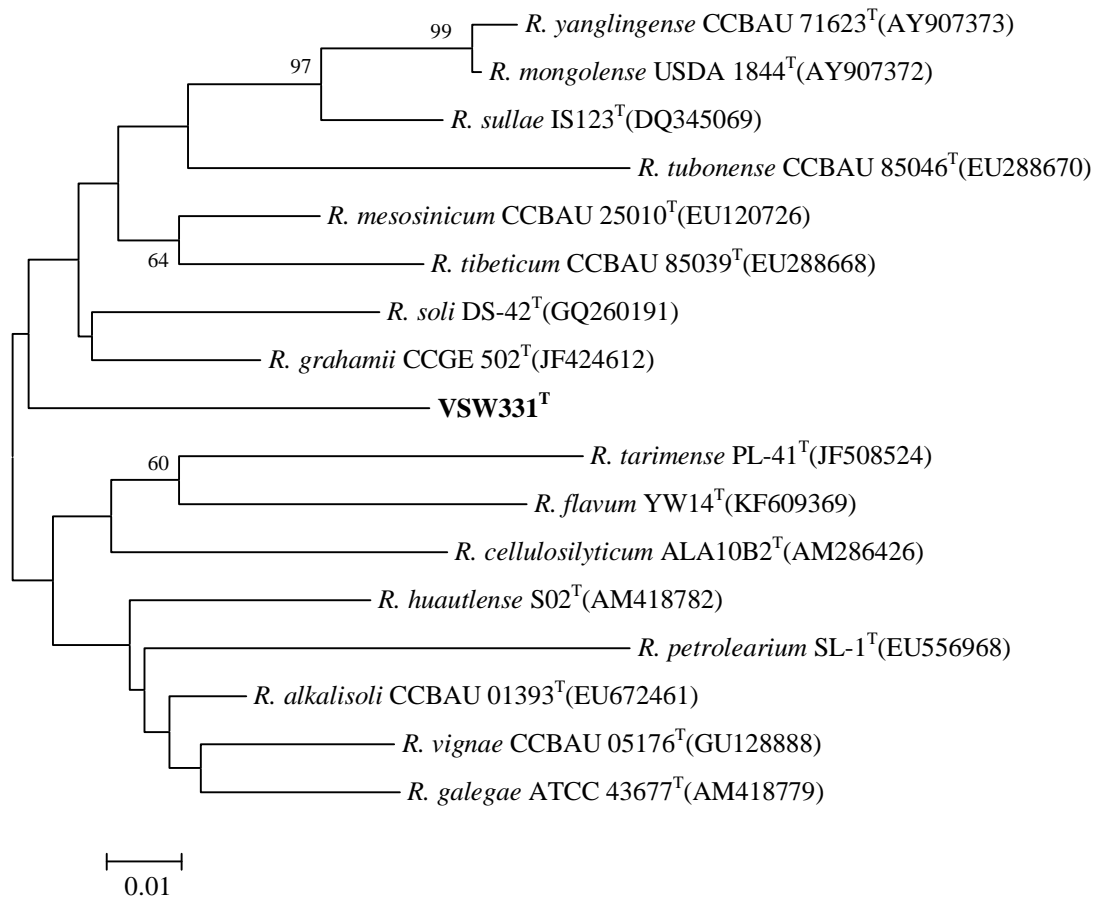 99
R. yanglingense CCBAU 71623T(AY907373)
97
R. mongolense USDA 1844T(AY907372)
R. sullae IS123T(DQ345069)
R. tubonense CCBAU 85046T(EU288670)
R. mesosinicum CCBAU 25010T(EU120726)
64
R. tibeticum CCBAU 85039T(EU288668)
R. soli DS-42T(GQ260191)
R. grahamii CCGE 502T(JF424612)
VSW331T
60
R. tarimense PL-41T(JF508524)
R. flavum YW14T(KF609369)
R. cellulosilyticum ALA10B2T(AM286426)
R. huautlense S02T(AM418782)
R. petrolearium SL-1T(EU556968)
R. alkalisoli CCBAU 01393T(EU672461)
R. vignae CCBAU 05176T(GU128888)
R. galegae ATCC 43677T(AM418779)
0.01